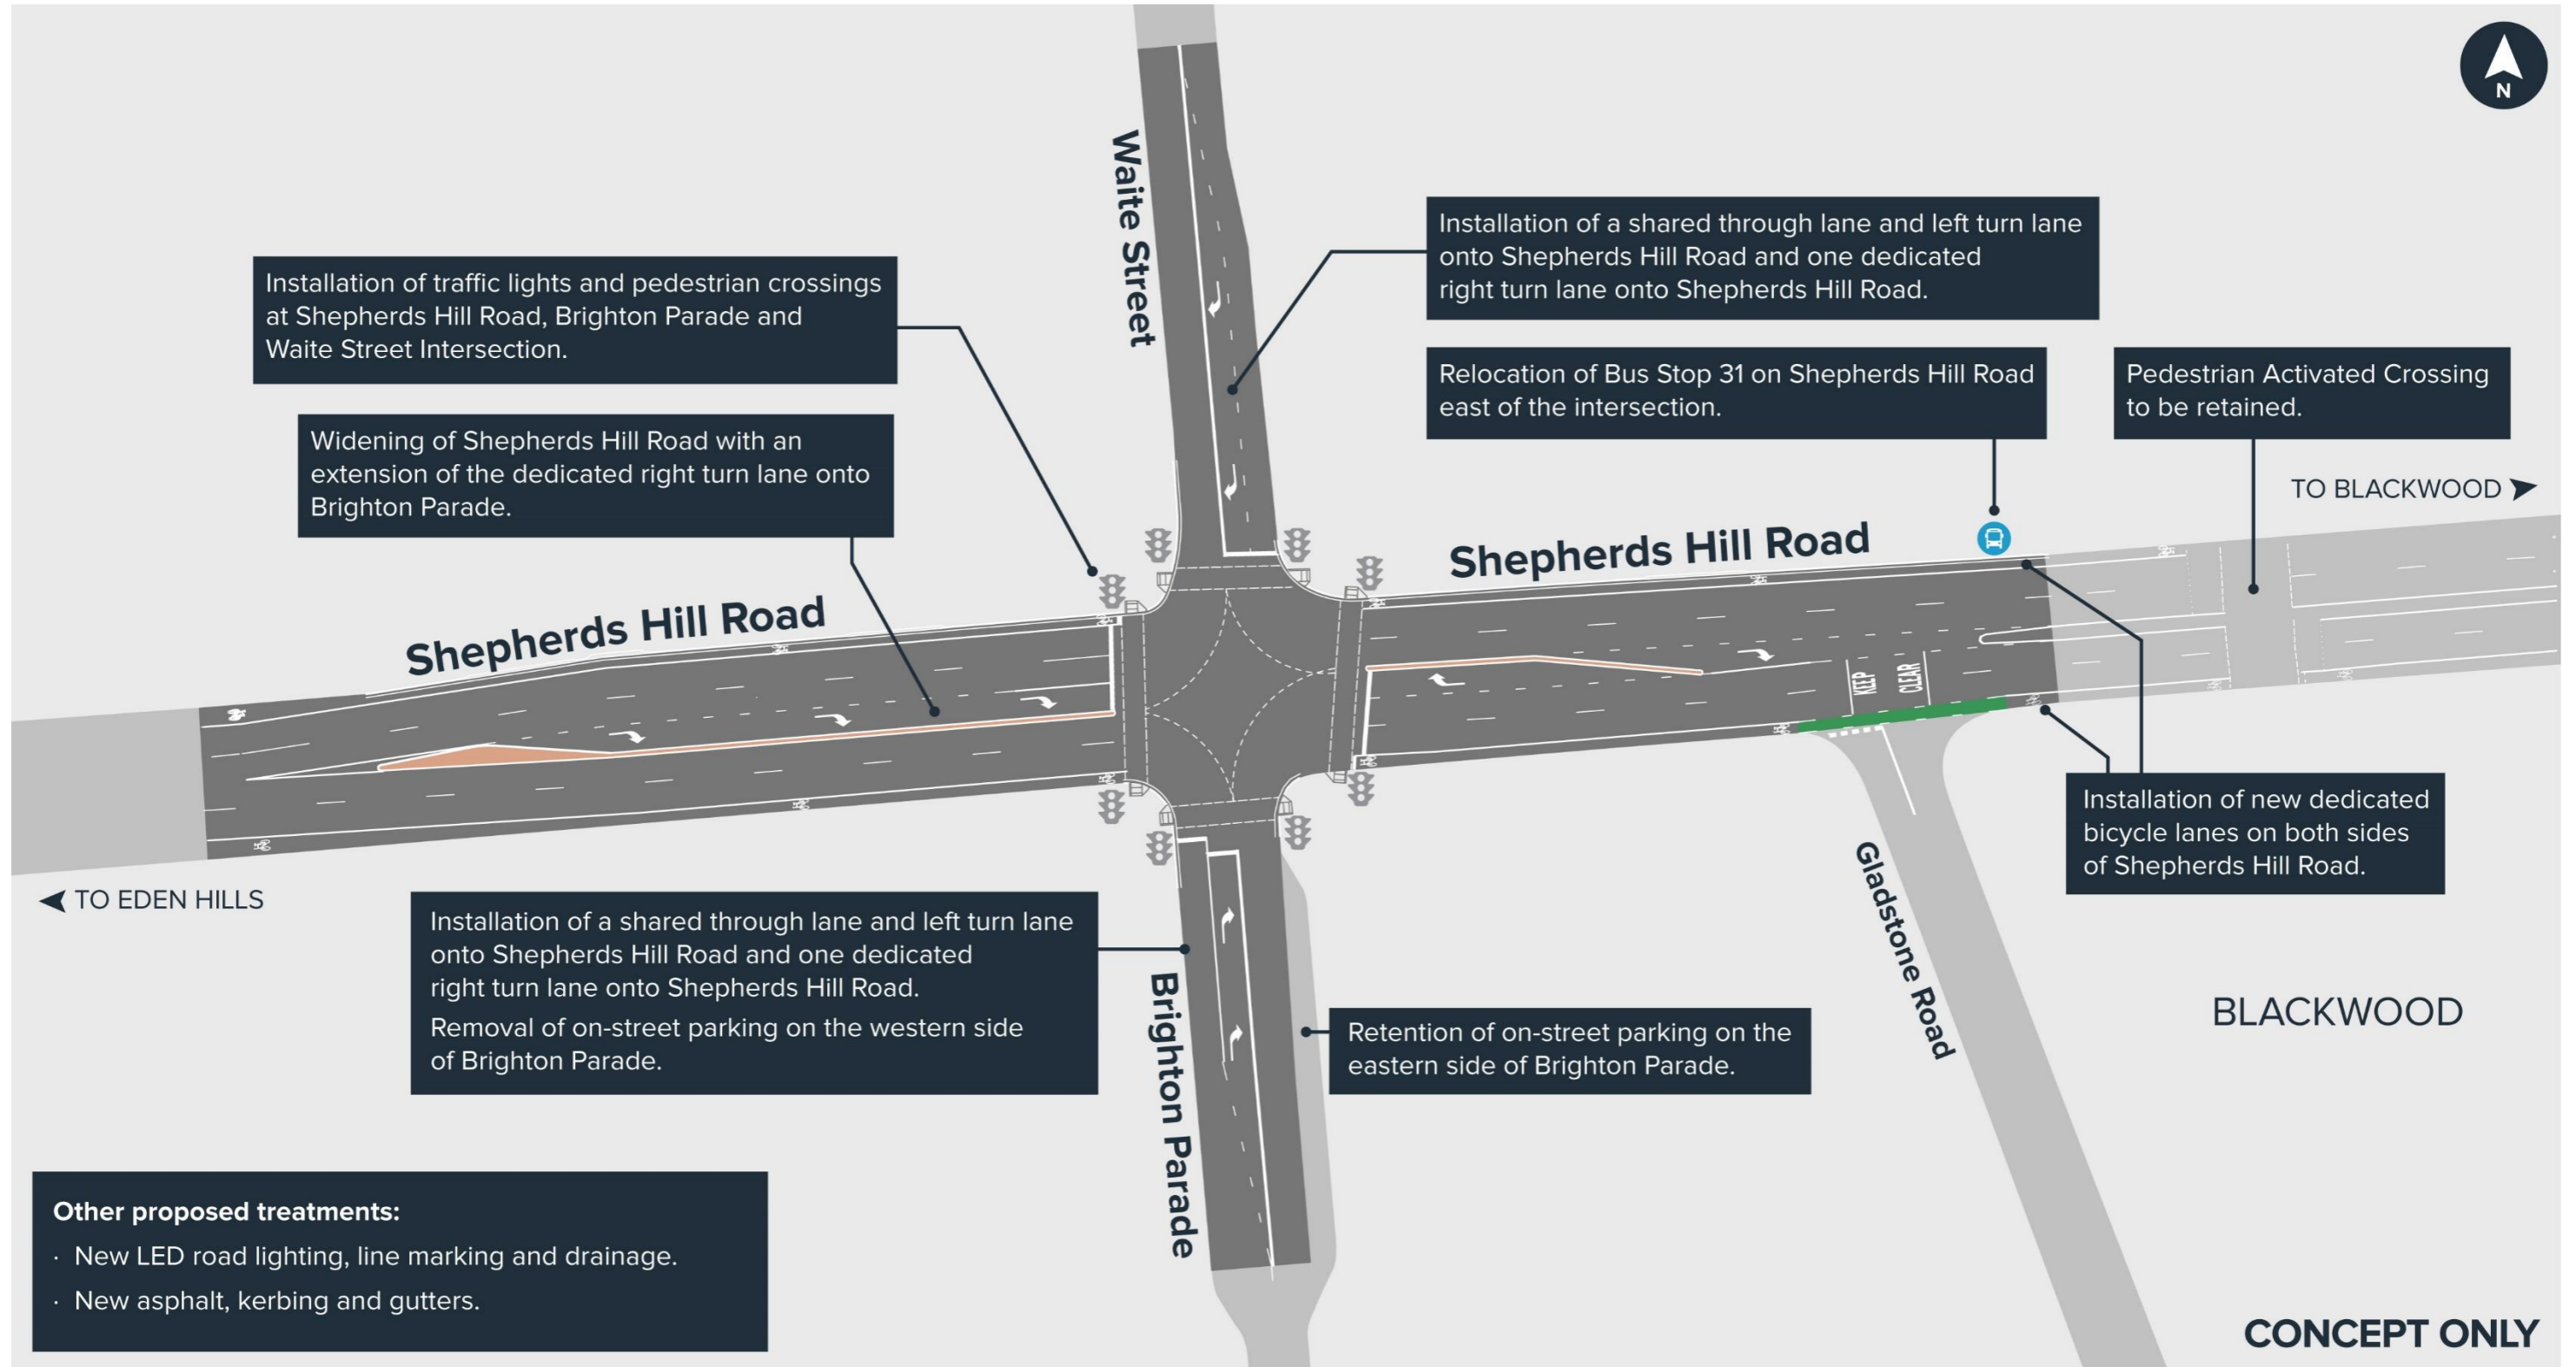 N
Waite Street
Installation of a shared through lane and left turn lane
onto Shepherds Hill Road and one dedicated
right turn lane onto Shepherds Hill Road.
Installation of traffic lights and pedestrian crossings
at Shepherds Hill Road, Brighton Parade and
Waite Street Intersection.
Relocation of Bus Stop 31 on Shepherds Hill Road
east of the intersection.
Pedestrian Activated Crossing
to be retained.
Widening of Shepherds Hill Road with an
extension of the dedicated right turn lane onto
Brighton Parade.
TO BLACKWOOD
Shepherds Hill Road
Shepherds Hill Road
KEEP
CLEAR
Installation of new dedicated
bicycle lanes on both sides
of Shepherds Hill Road.
TO EDEN HILLS
Installation of a shared through lane and left turn lane
onto Shepherds Hill Road and one dedicated
right turn lane onto Shepherds Hill Road.
Removal of on-street parking on the western side
of Brighton Parade.
Brighton Parade
Gladstone Road
BLACKWOOD
Retention of on-street parking on the
eastern side of Brighton Parade.
Other proposed treatments:
· New LED road lighting, line marking and drainage.
· New asphalt, kerbing and gutters.
CONCEPT ONLY